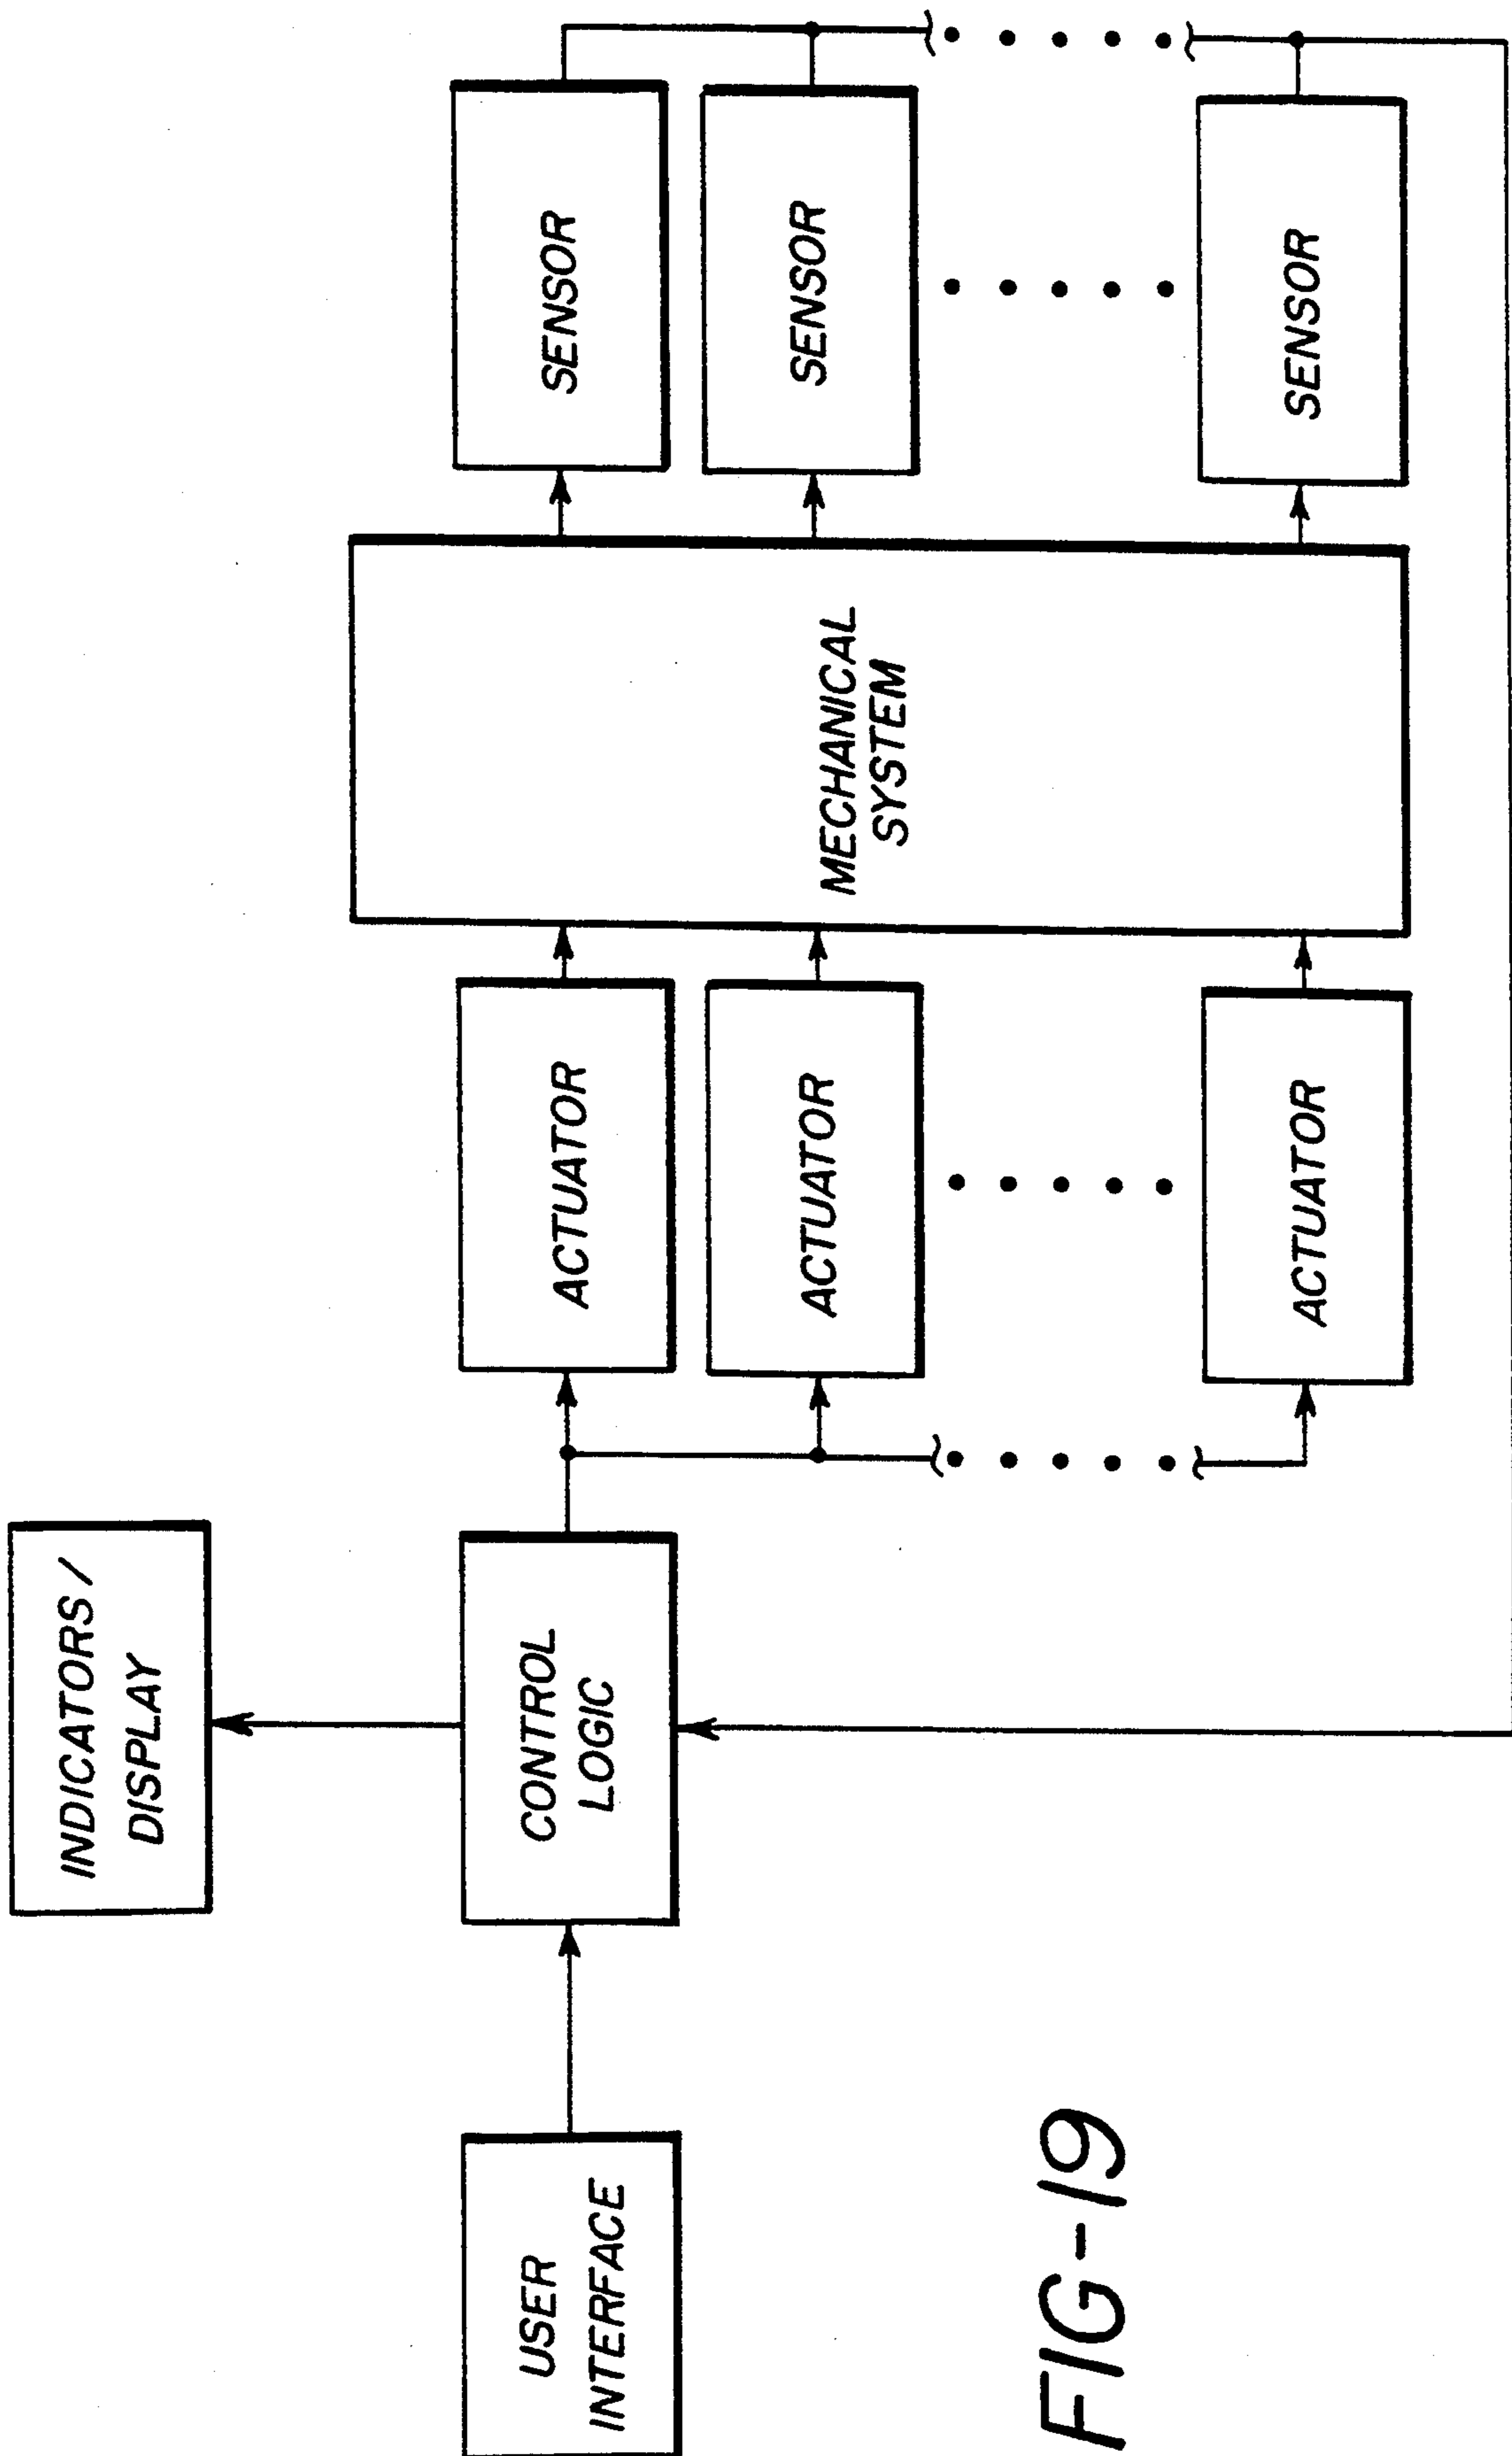 INDICATORS /
DISPLAY
USER
INTERFACE
CONTROL
LOGIC
ACTUATOR
ACTUATOR
ACTUATOR
MECHANICAL
SYSTEM
SENSOR
SENSOR
SENSOR
FIG-19